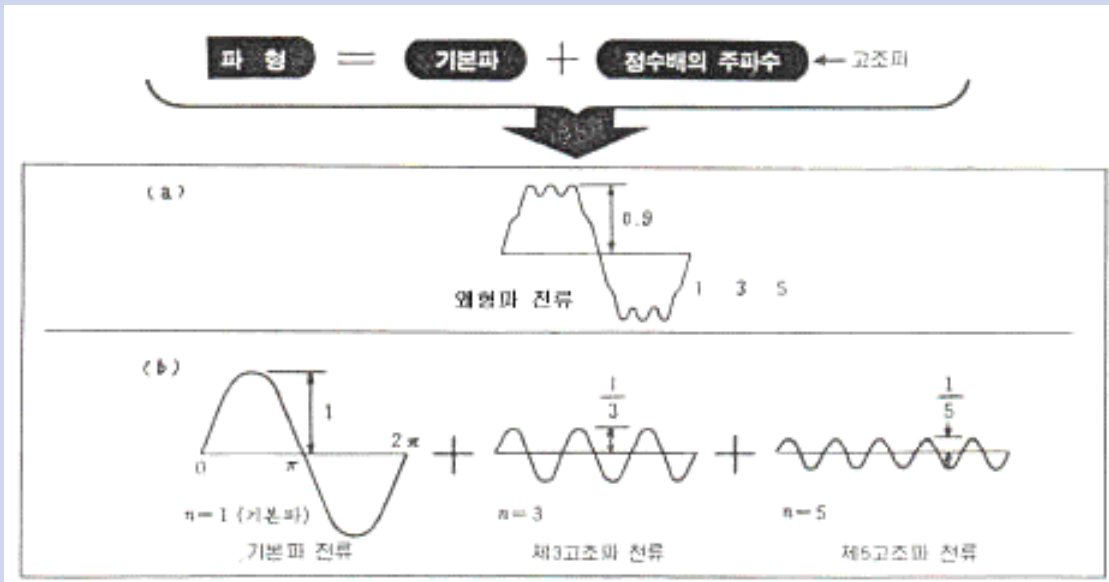 파 형 = 기본파 + 정수배의 주파수 ← 고조파
(a)
0.9
왜형파 전류
1 3 5
(b)
1
0 π 2π
1/3
1/5
+ +
n=1 (기본파)
n=3
n=5
기본파 전류
제3고조파 전류
제5고조파 전류